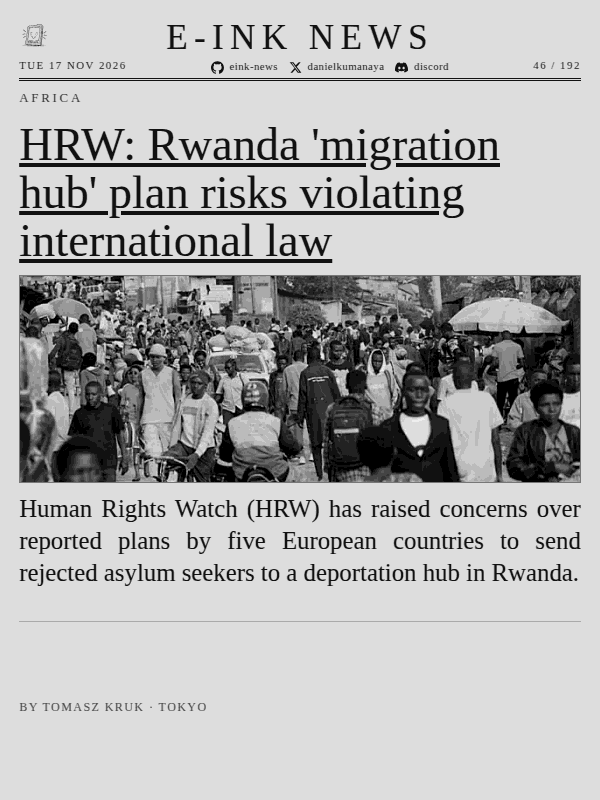 E-INK NEWS
TUE 17 NOV 2026
eink-news
danielkumanaya
discord
46 / 192
AFRICA
HRW: Rwanda 'migration
hub' plan risks violating
international law
Human Rights Watch (HRW) has raised concerns over
reported plans by five European countries to send
rejected asylum seekers to a deportation hub in Rwanda.
BY TOMASZ KRUK · TOKYO